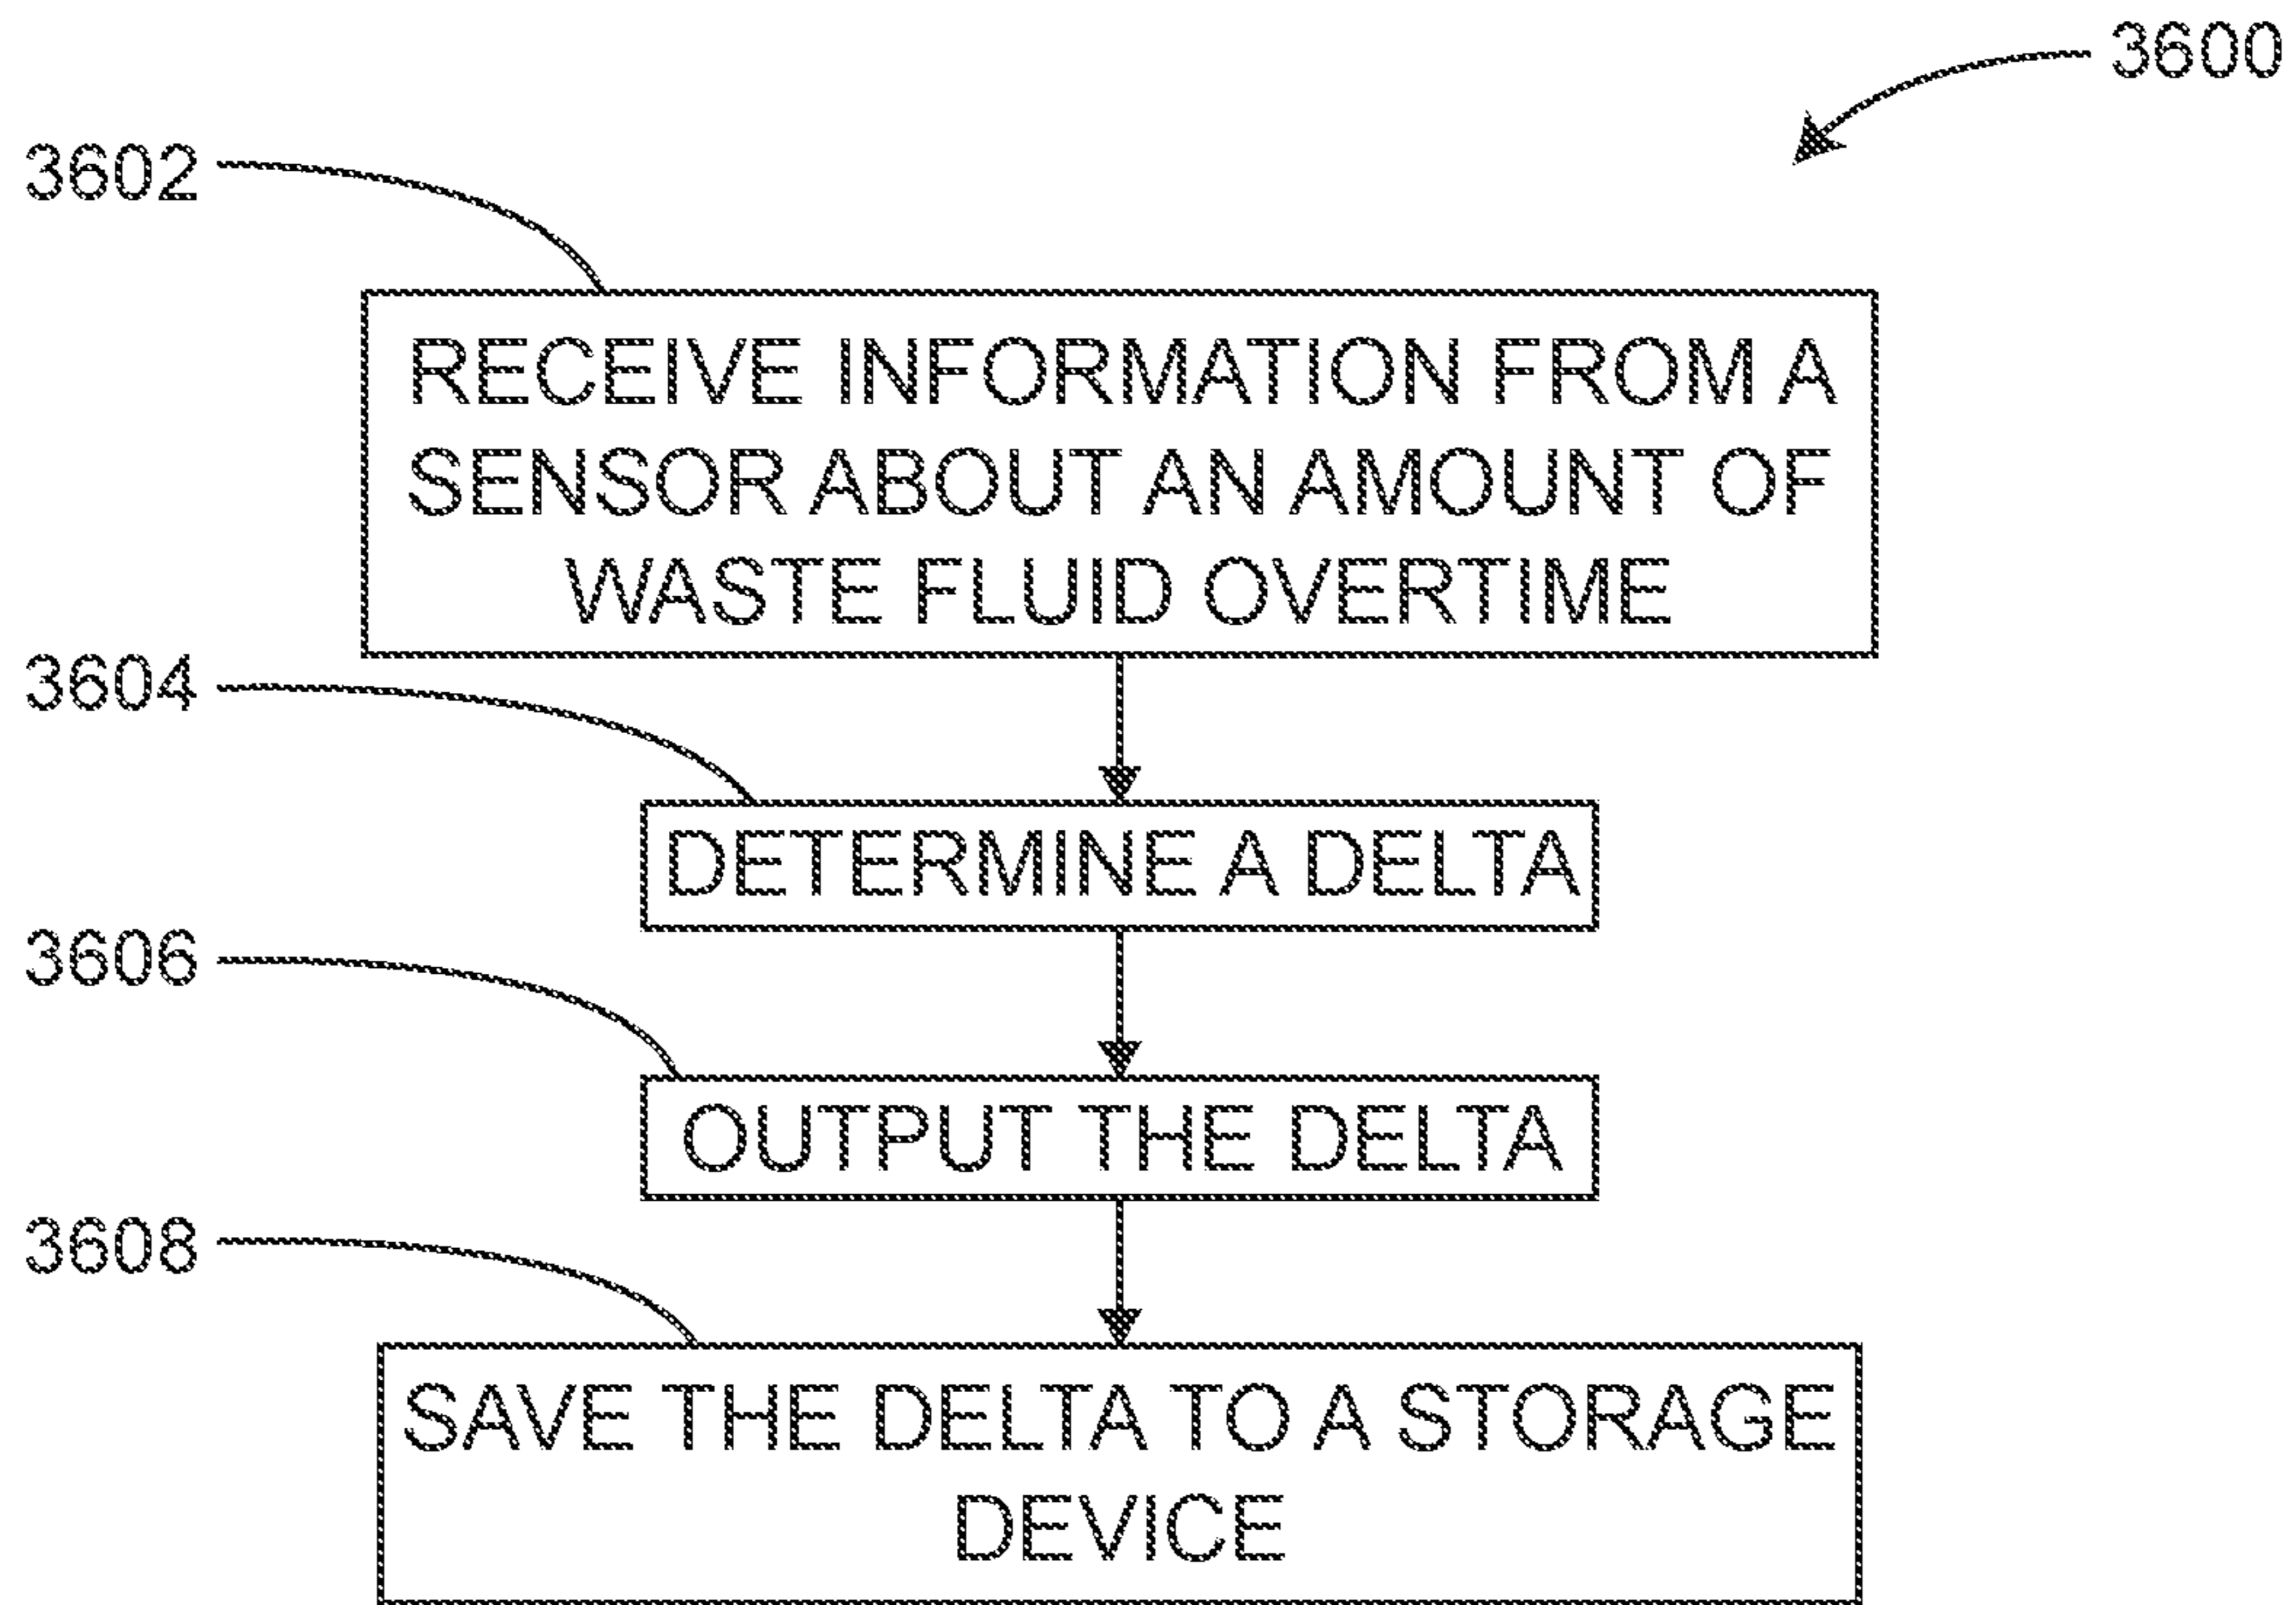 3600
3602
RECEIVE INFORMATION FROM A
SENSOR ABOUT AN AMOUNT OF
WASTE FLUID OVERTIME
3604
DETERMINE A DELTA
3606
OUTPUT THE DELTA
3608
SAVE THE DELTA TO A STORAGE
DEVICE